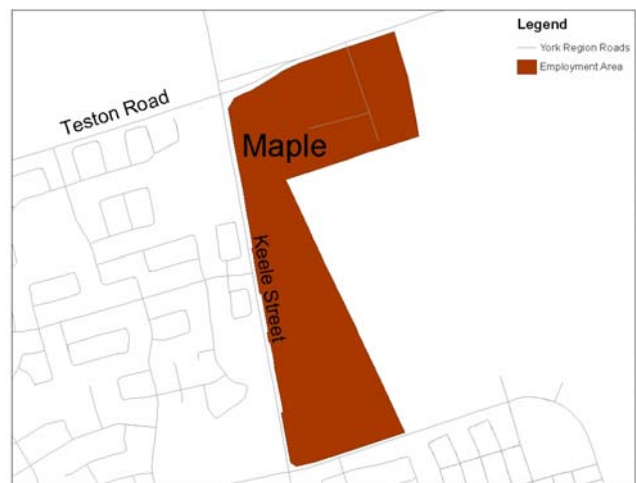 Legend
York Region Roads
Employment Area
Teston Road
Maple
Keele Street